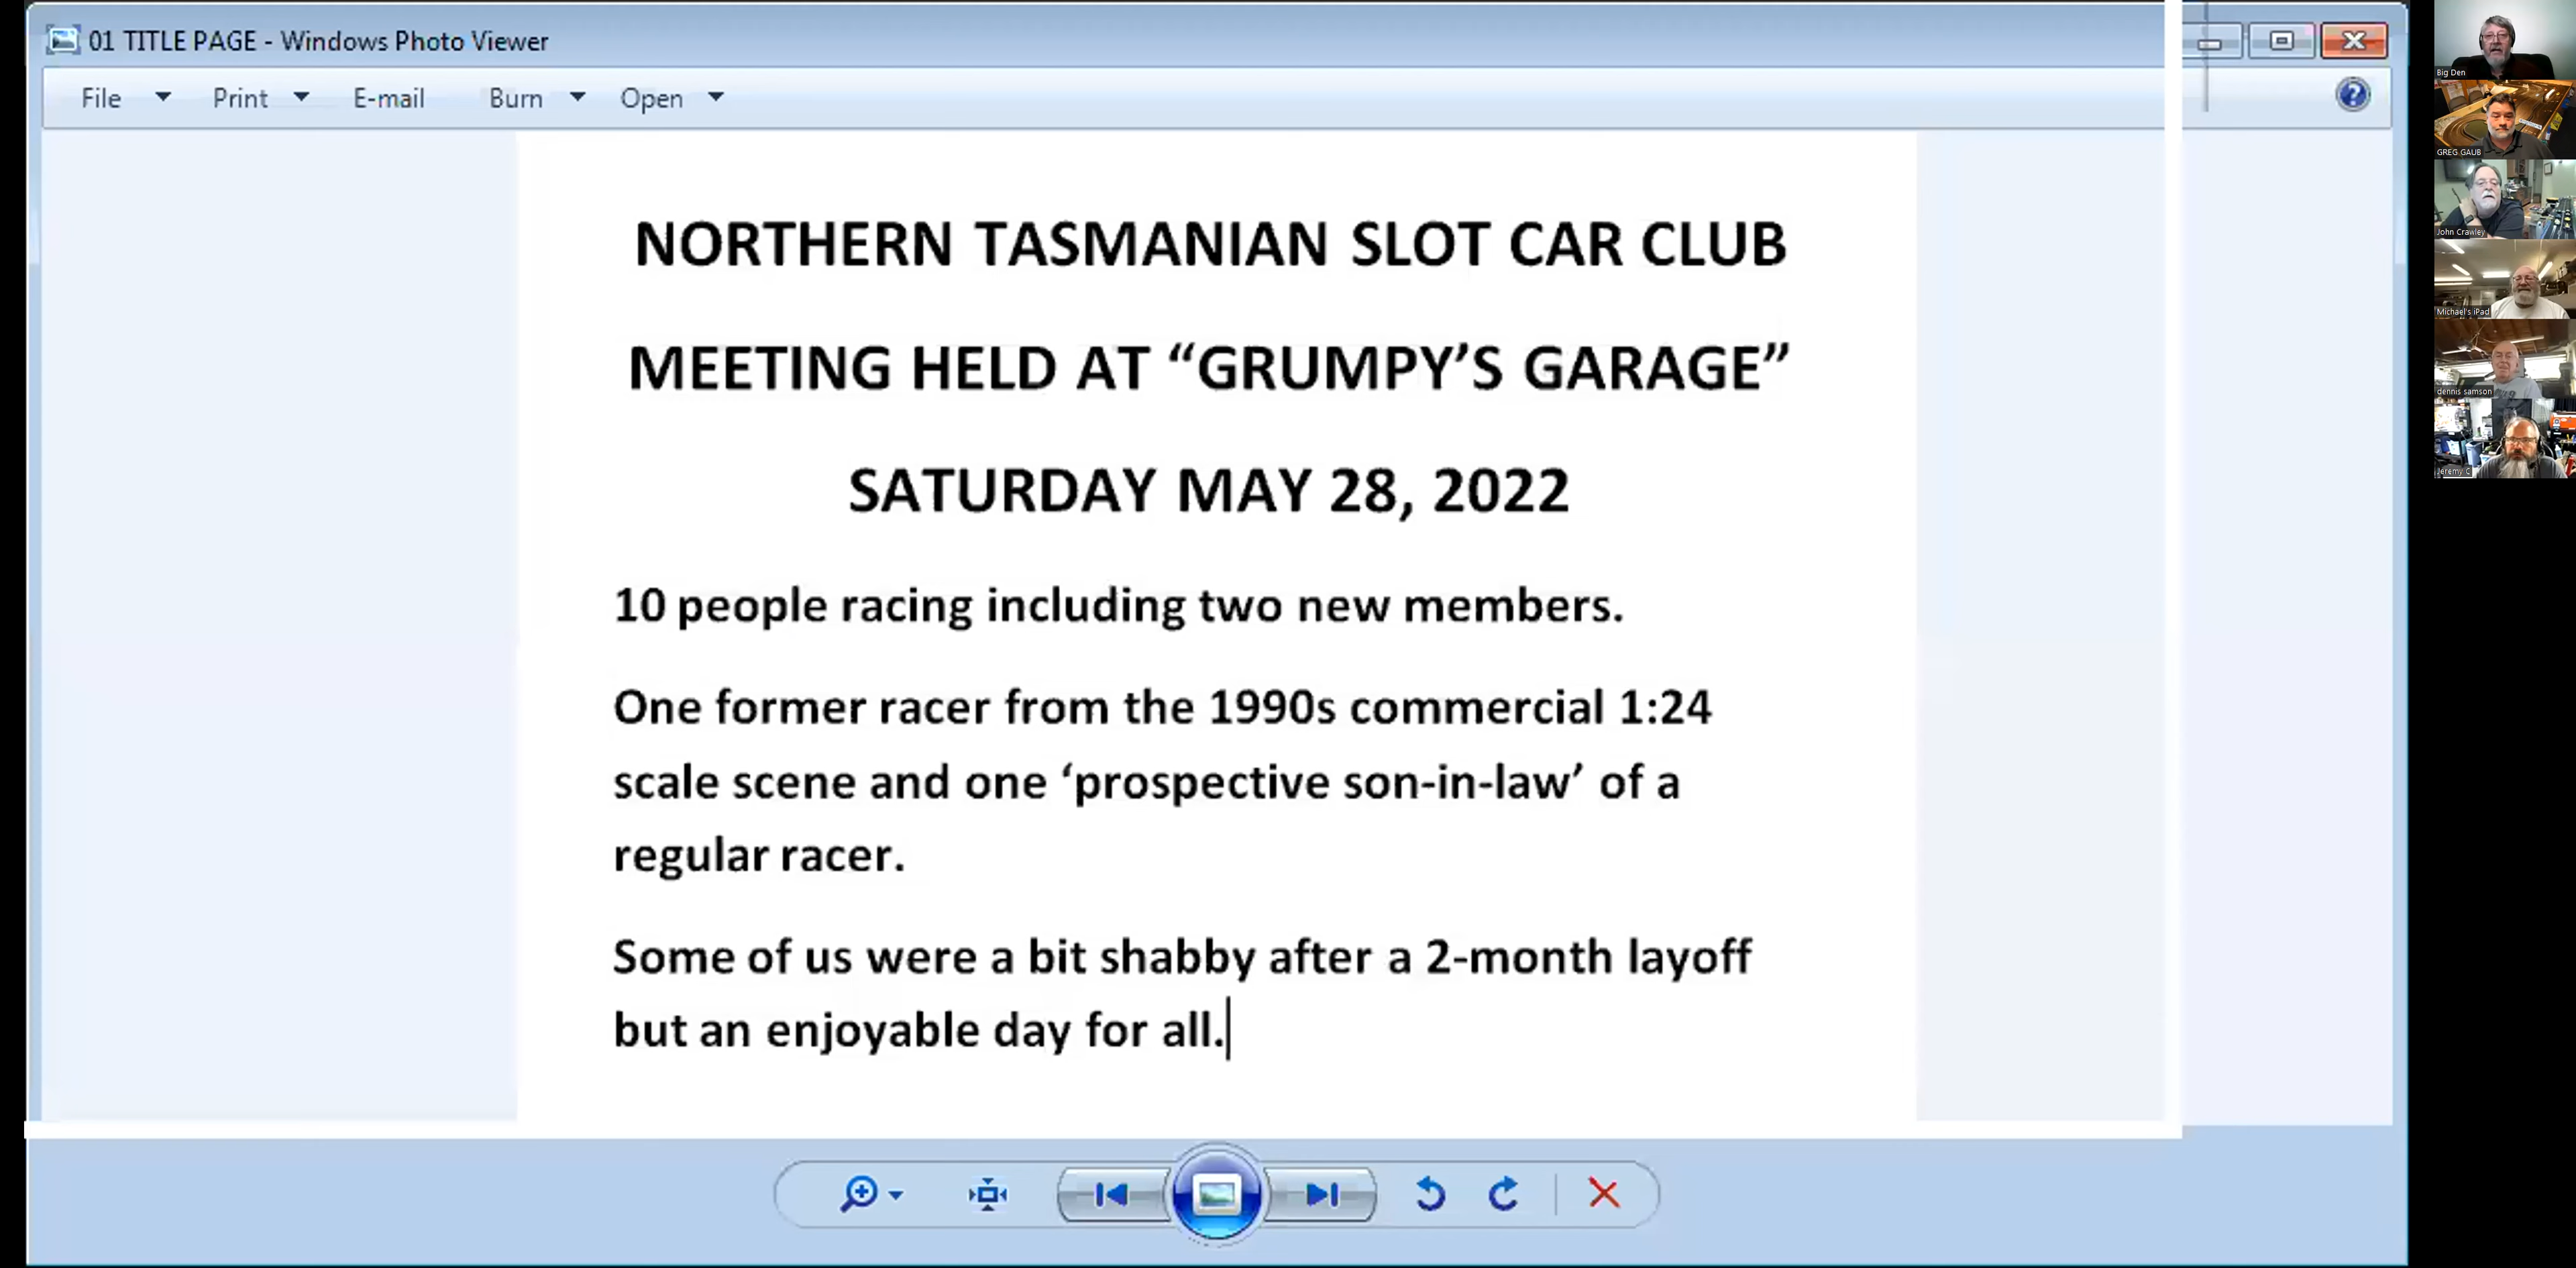 01 TITLE PAGE - Windows Photo Viewer
File Print E-mail Burn Open
NORTHERN TASMANIAN SLOT CAR CLUB
MEETING HELD AT “GRUMPY’S GARAGE”
SATURDAY MAY 28, 2022
10 people racing including two new members.
One former racer from the 1990s commercial 1:24
scale scene and one ‘prospective son-in-law’ of a
regular racer.
Some of us were a bit shabby after a 2-month layoff
but an enjoyable day for all.
Big Den
GREG GAUB
John Crawley
Michael's iPad
dennis samson
Jeremy C